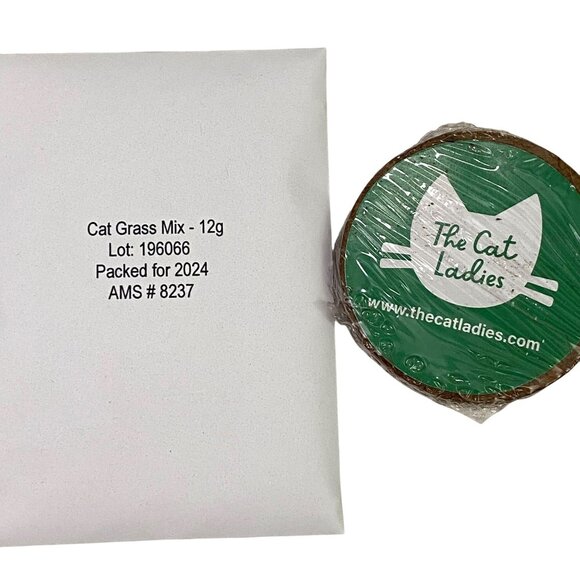 Cat Grass Mix - 12g
Lot: 196066
Packed for 2024
AMS # 8237
The Cat
Ladies
www.thecatladies.com